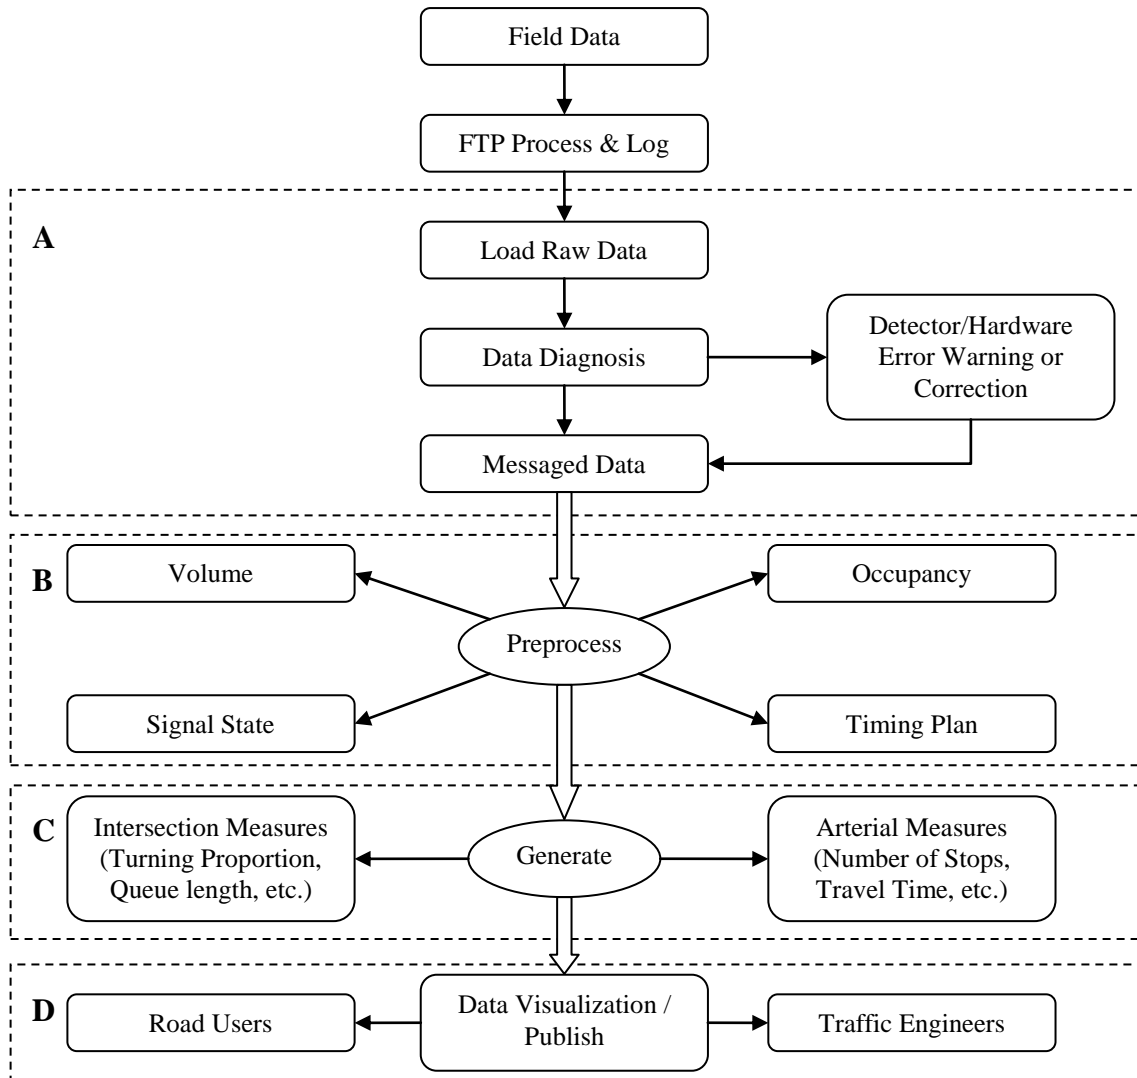 Field Data
FTP Process & Log
A
Load Raw Data
Data Diagnosis
Detector/Hardware
Error Warning or
Correction
Messaged Data
B
Volume
Occupancy
Preprocess
Signal State
Timing Plan
C
Intersection Measures
(Turning Proportion,
Queue length, etc.)
Generate
Arterial Measures
(Number of Stops,
Travel Time, etc.)
D
Road Users
Data Visualization /
Publish
Traffic Engineers